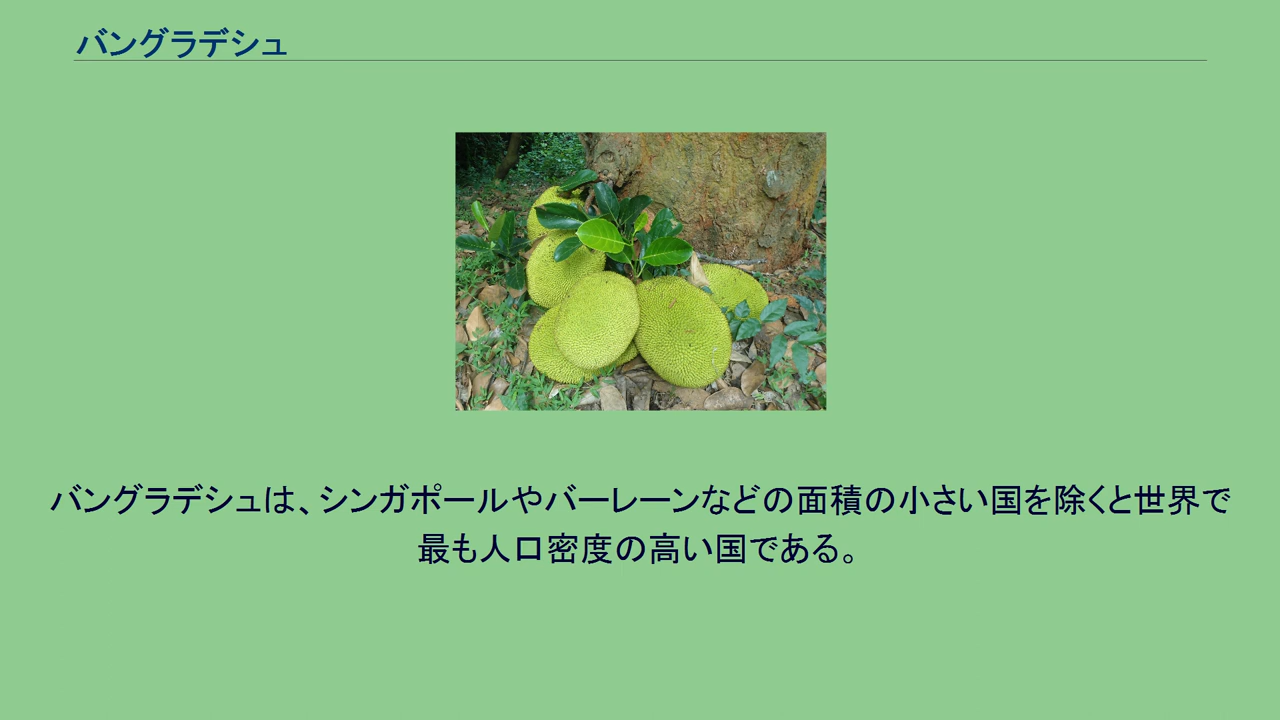 バングラデシュ
バングラデシュは、シンガポールやバーレーンなどの面積の小さい国を除くと世界で
最も人口密度の高い国である。